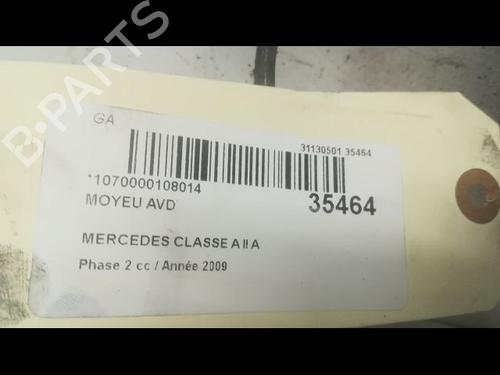 B-PARTS
GA
31130501 35464
*1070000108014
MOYEU AVD
35464
MERCEDES CLASSE A II A
Phase 2 cc / Année 2009